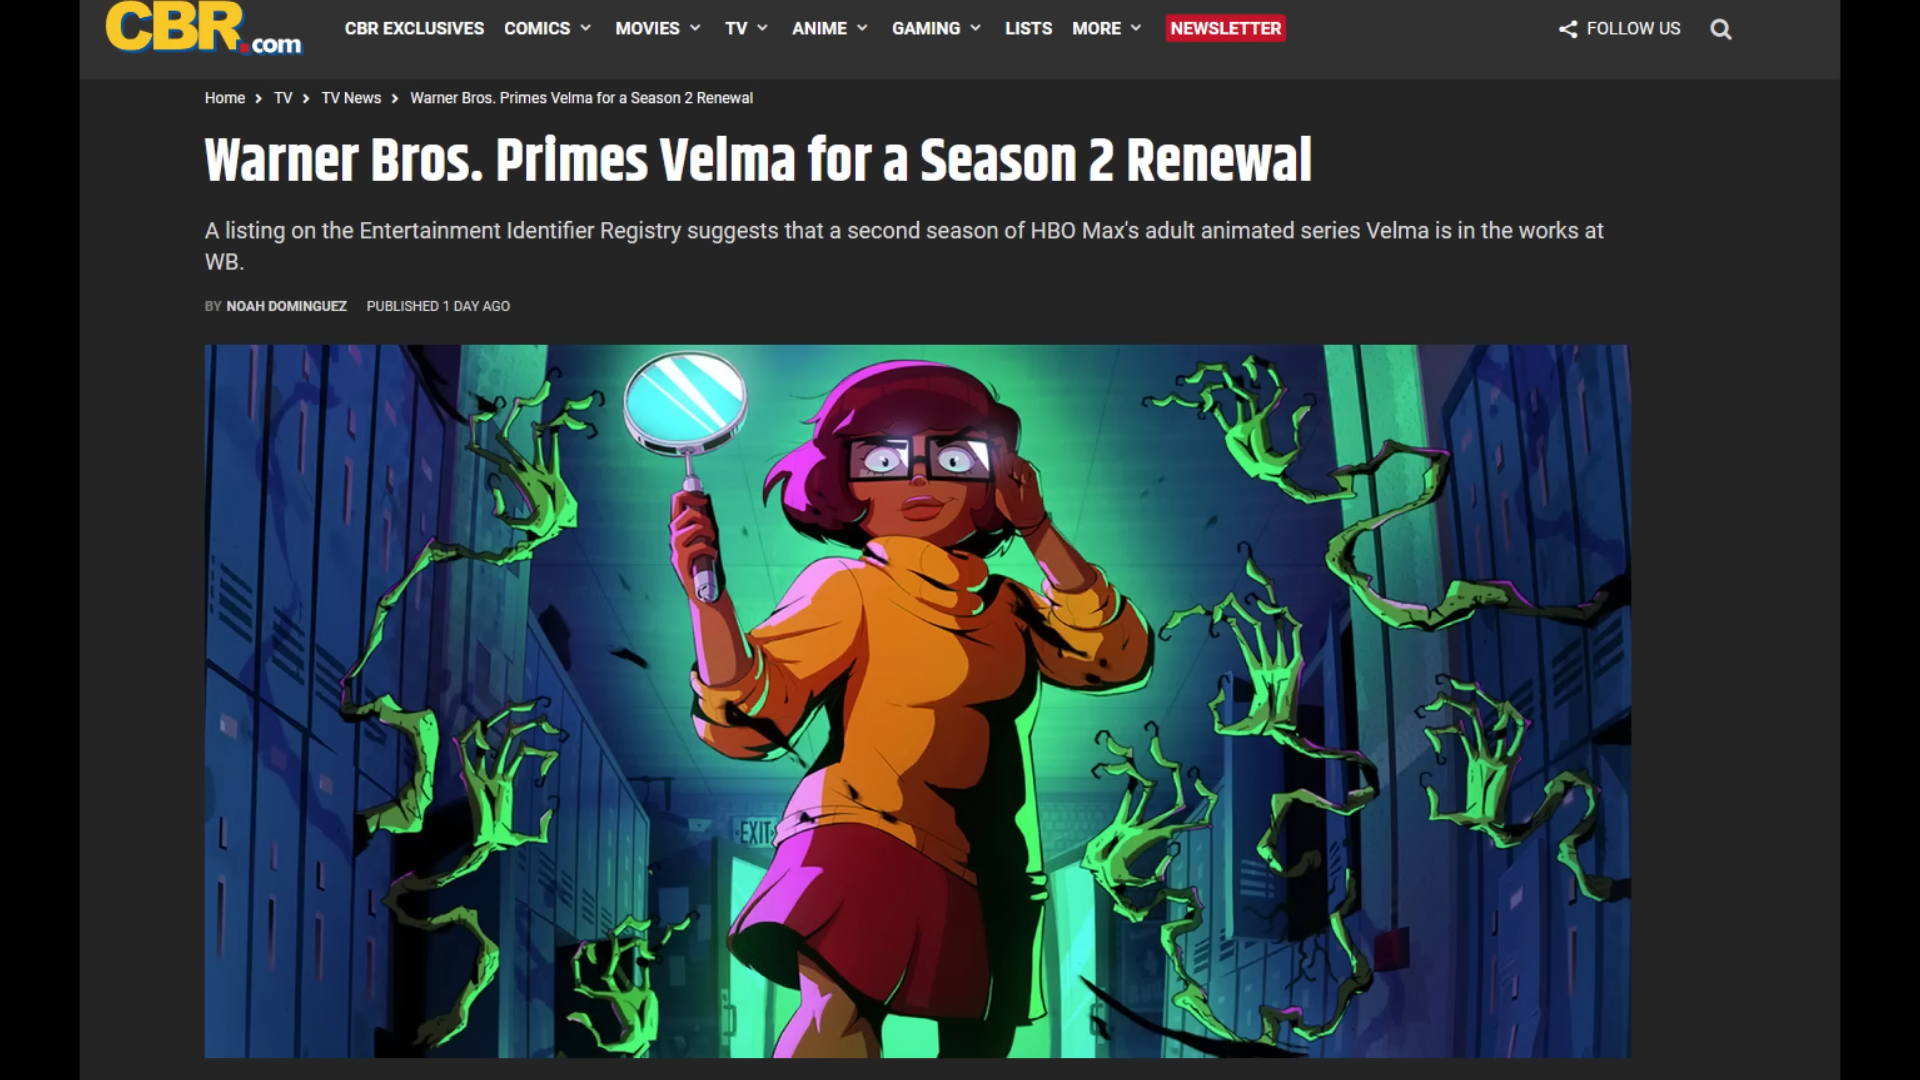 CBR.com
CBR EXCLUSIVES COMICS MOVIES TV ANIME GAMING LISTS MORE NEWSLETTER FOLLOW US
Home > TV > TV News > Warner Bros. Primes Velma for a Season 2 Renewal
Warner Bros. Primes Velma for a Season 2 Renewal
A listing on the Entertainment Identifier Registry suggests that a second season of HBO Max's adult animated series Velma is in the works at
WB.
BY NOAH DOMINGUEZ PUBLISHED 1 DAY AGO
EXIT